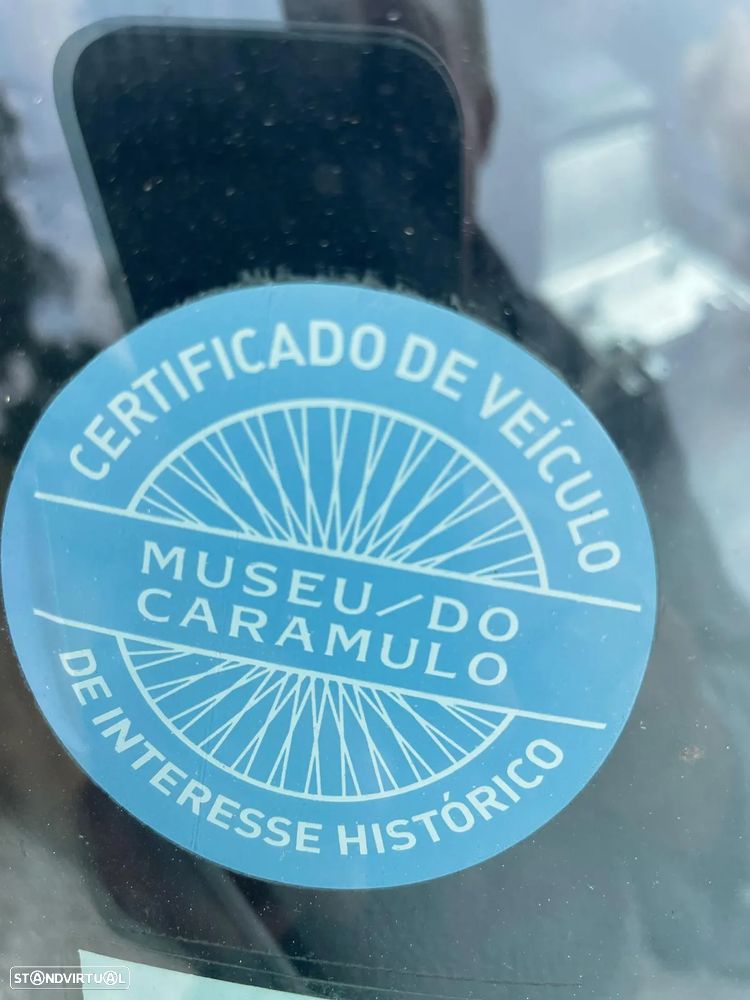 CERTIFICADO DE VEÍCULO
MUSEU/DO
CARAMULO
DE INTERESSE HISTÓRICO
STANDVIRTUAL